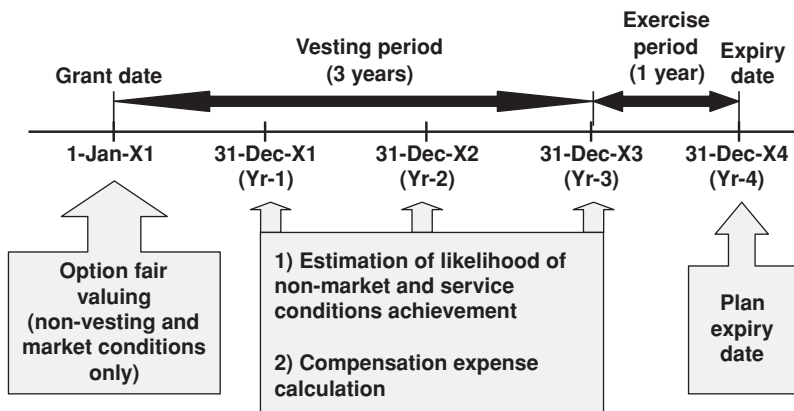 Grant date
Vesting period
(3 years)
Exercise
period
(1 year)
Expiry
date
1-Jan-X1
31-Dec-X1
(Yr-1)
31-Dec-X2
(Yr-2)
31-Dec-X3
(Yr-3)
31-Dec-X4
(Yr-4)
Option fair
valuing
(non-vesting and
market conditions
only)
1) Estimation of likelihood of
non-market and service
conditions achievement
2) Compensation expense
calculation
Plan
expiry
date